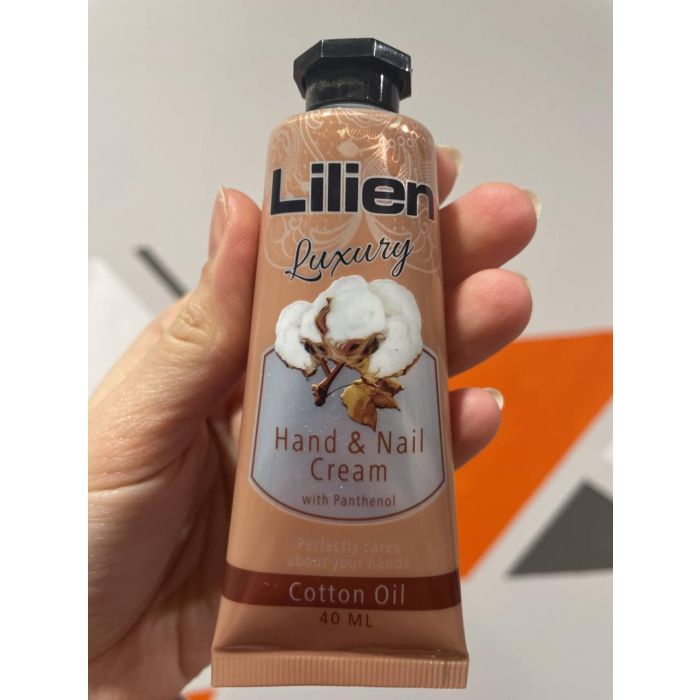 Lilien
Luxury
Hand & Nail
Cream
with Panthenol
Perfectly cares
about your hands
Cotton Oil
40 ML